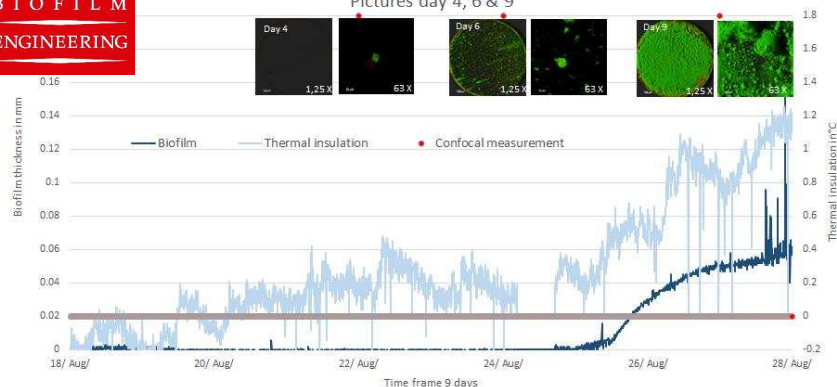 BIOFILM
ENGINEERING
Pictures day 4, 6 & 9
Day 4
1,25 X
63 X
Day 6
1,25 X
63 X
Day 9
1,25 X
63 X
Biofilm thickness in mm
0.16
0.14
0.12
0.1
0.08
0.06
0.04
0.02
0
Biofilm
Thermal insulation
Confocal measurement
1.8
1.6
1.4
1.2
1
0.8
0.6
0.4
0.2
0
-0.2
Thermal insulation in°C
18/ Aug/
20/ Aug/
22/ Aug/
24/ Aug/
26/ Aug/
28/ Aug/
Time frame 9 days